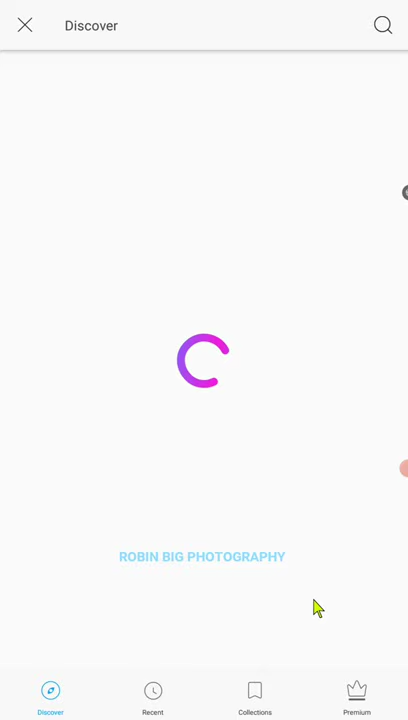 Discover
ROBIN BIG PHOTOGRAPHY
Discover
Recent
Collections
Premium